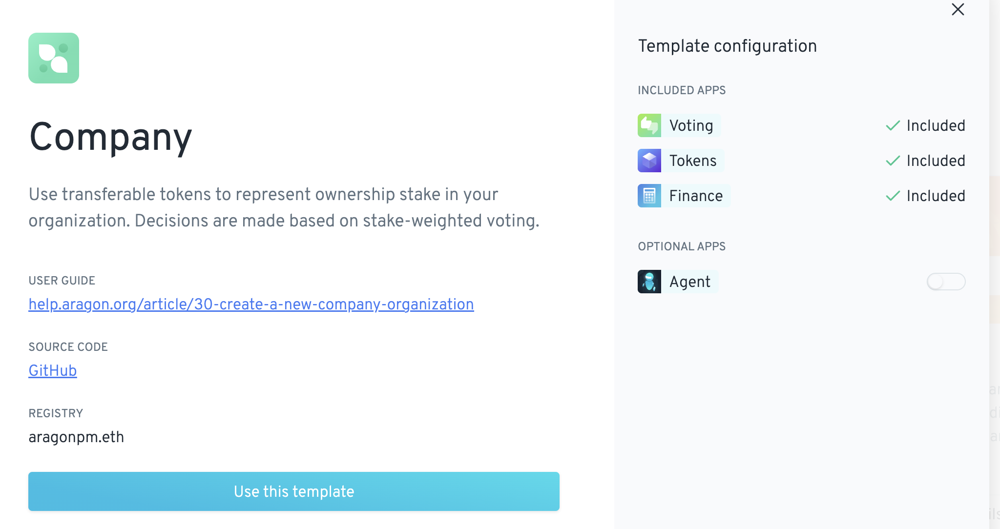 Company
Use transferable tokens to represent ownership stake in your
organization. Decisions are made based on stake-weighted voting.
USER GUIDE
help.aragon.org/article/30-create-a-new-company-organization
SOURCE CODE
GitHub
REGISTRY
aragonpm.eth
Use this template
Template configuration
INCLUDED APPS
Voting
Included
Tokens
Included
Finance
Included
OPTIONAL APPS
Agent